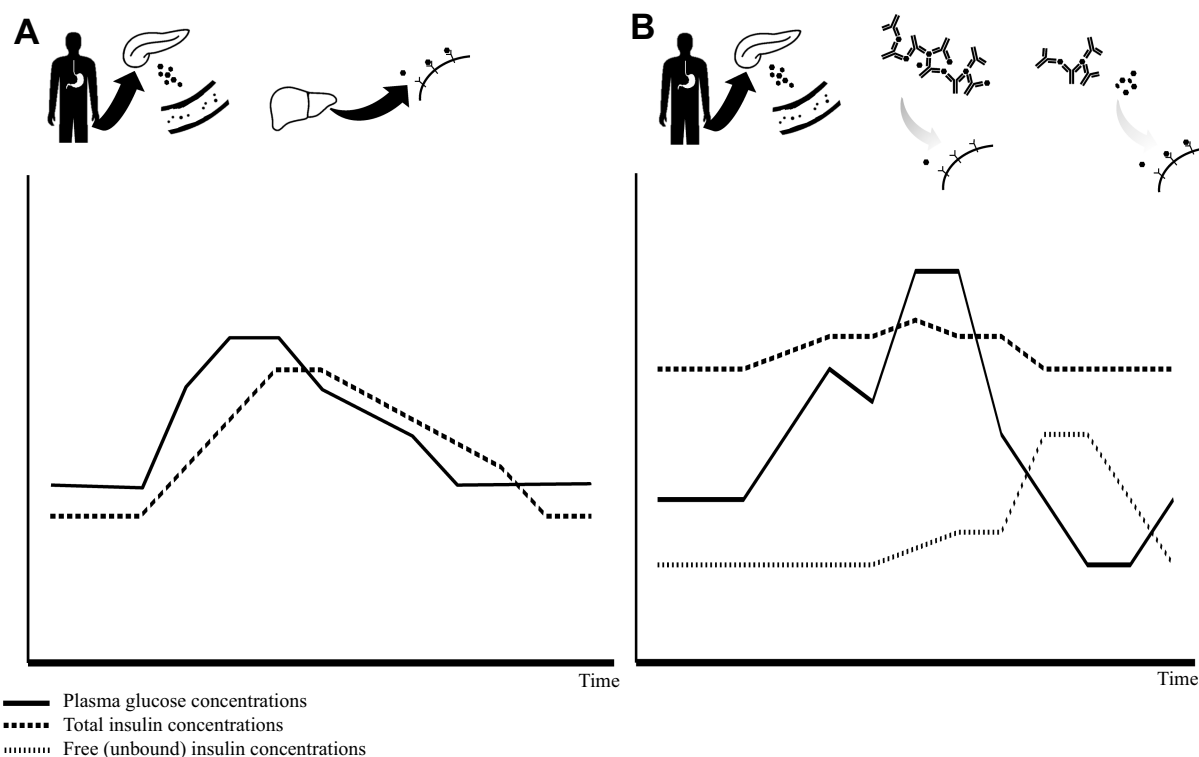 A
B
Time
Time
Plasma glucose concentrations
Total insulin concentrations
Free (unbound) insulin concentrations